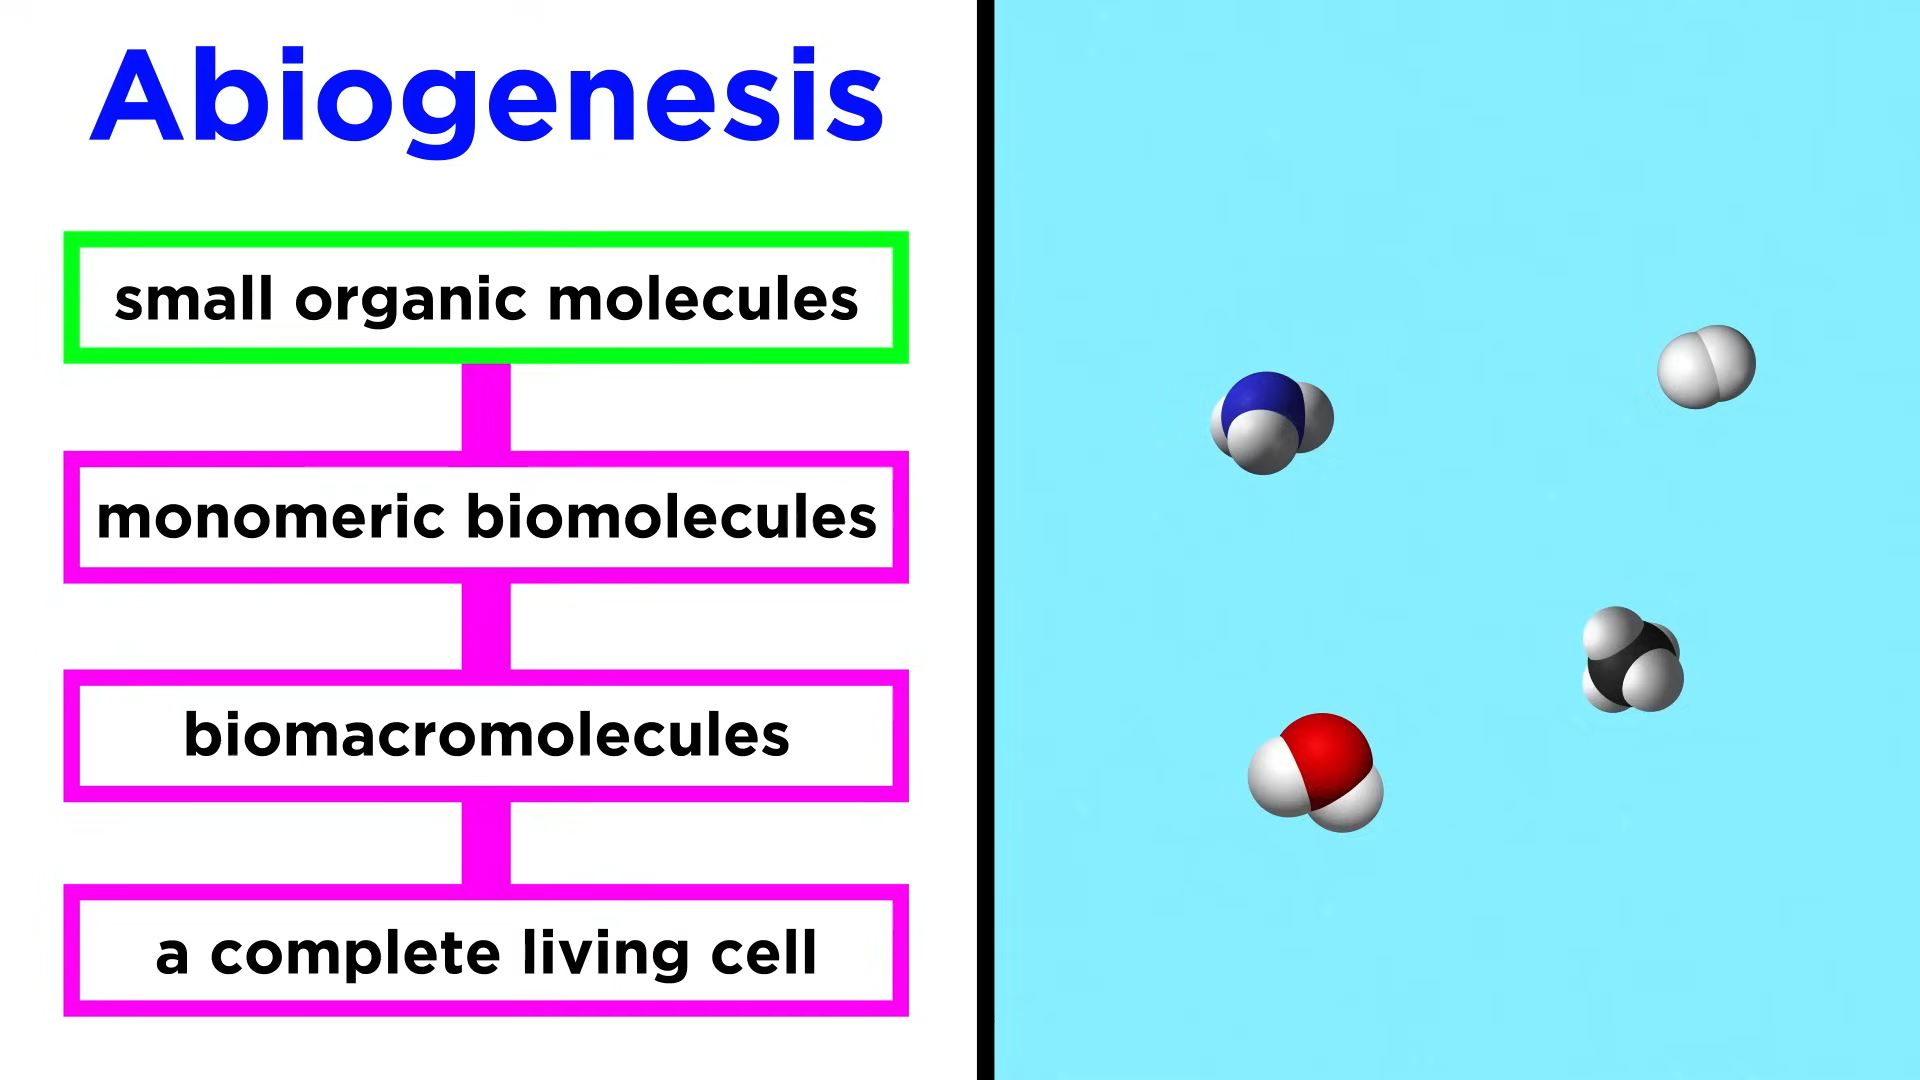 Abiogenesis
small organic molecules
monomeric biomolecules
biomacromolecules
a complete living cell